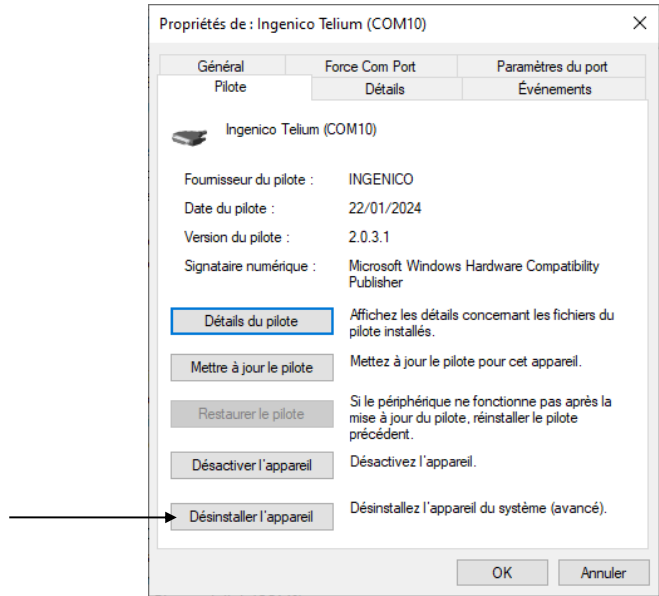 Propriétés de : Ingenico Telium (COM10)
Général Force Com Port Paramètres du port
Pilote Détails Événements
Ingenico Telium (COM10)
Fournisseur du pilote : INGENICO
Date du pilote : 22/01/2024
Version du pilote : 2.0.3.1
Signataire numérique : Microsoft Windows Hardware Compatibility
Publisher
Détails du pilote
Affichez les détails concernant les fichiers du
pilote installés.
Mettre à jour le pilote
Mettez à jour le pilote pour cet appareil.
Restaurer le pilote
Si le périphérique ne fonctionne pas après la
mise à jour du pilote, réinstaller le pilote
précédent.
Désactiver l'appareil
Désactivez l'appareil.
Désinstaller l'appareil
Désinstallez l'appareil du système (avancé).
OK Annuler